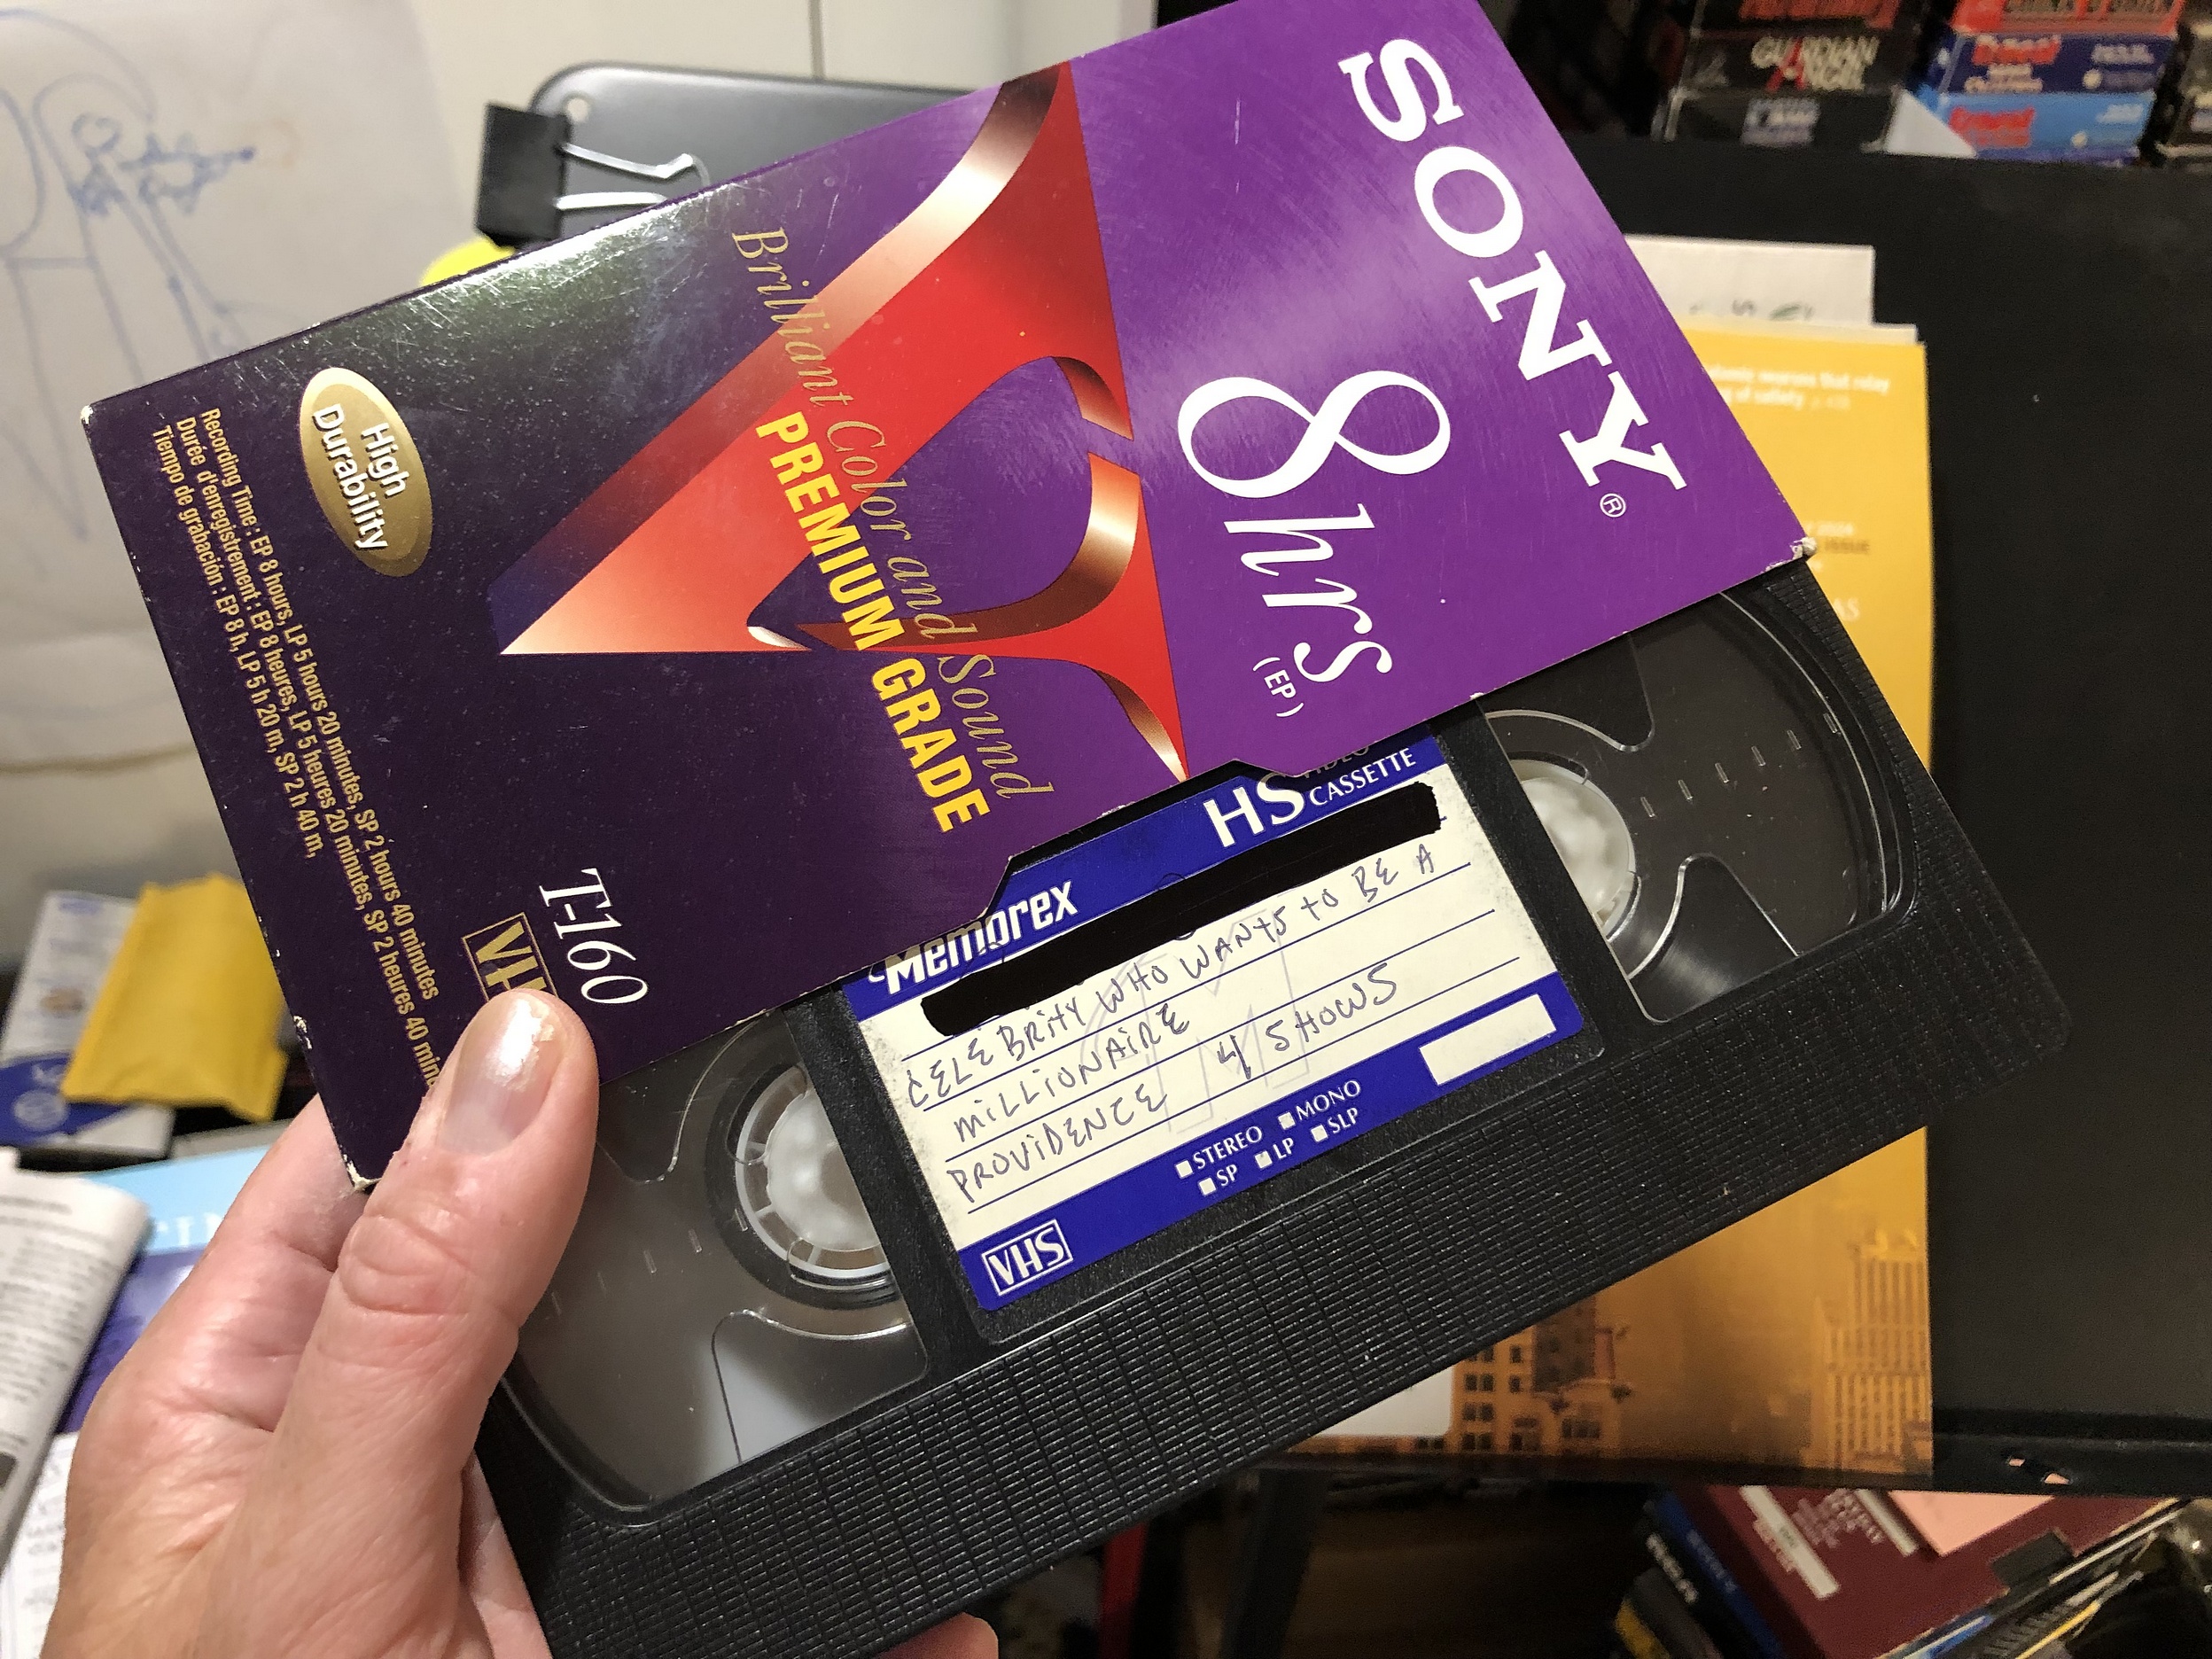 SONY®
8hrs
(EP)
Brilliant Color and Sound
PREMIUM GRADE
High
Durability
Recording Time : EP 8 hours, LP 5 hours 20 minutes, SP 2 hours 40 minutes
Durée d'enregistrement : EP 8 heures, LP 5 heures 20 minutes, SP 2 heures 40
Tiempo de grabación : EP 8 h, LP 5 h 20 m, SP 2 h 40 m,
T-160
Memorex
HS
CASSETTE
CELEBRITY WHO WANTS TO BE A
MILLIONAIRE
PROVIDENCE 4 SHOWS
STEREO MONO
SP LP SLP
VHS
GUARDIAN
ANGEL